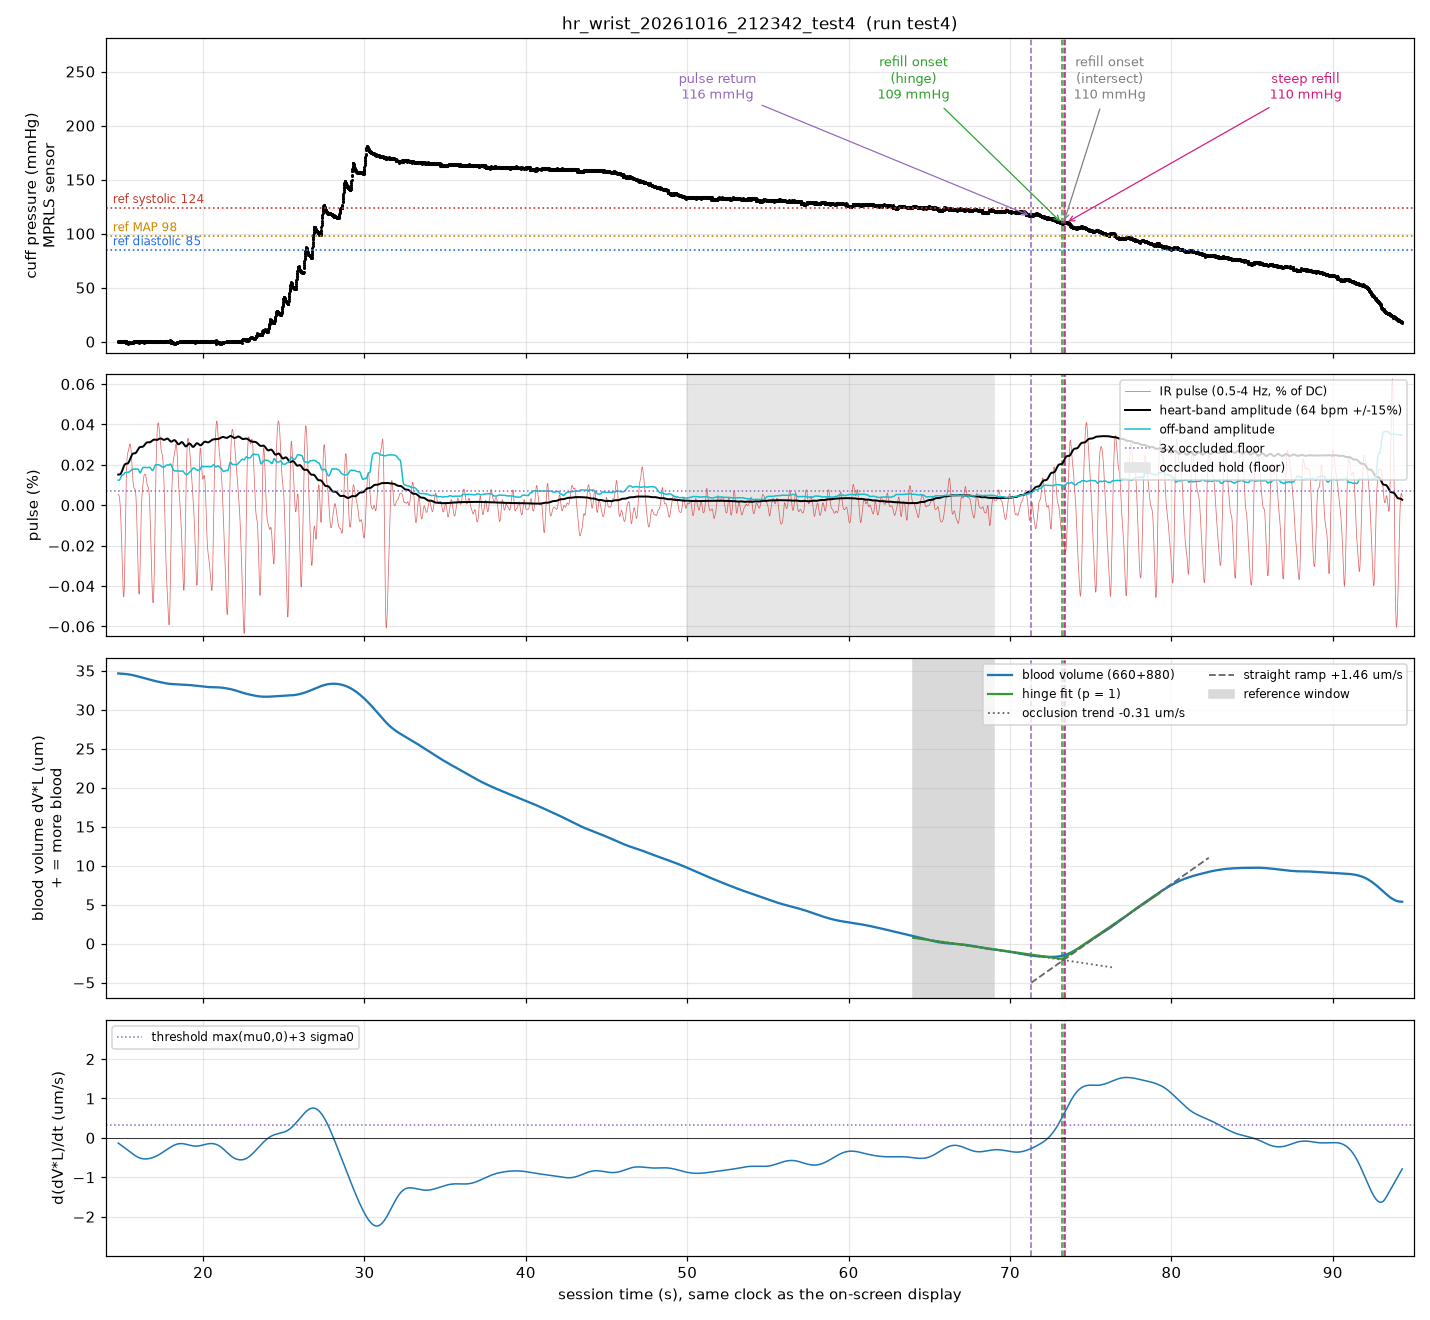 hr_wrist_20261016_212342_test4  (run test4)
cuff pressure (mmHg)
MPRLS sensor
250
200
150
100
50
0
pulse return
116 mmHg
refill onset
(hinge)
109 mmHg
refill onset
(intersect)
110 mmHg
steep refill
110 mmHg
ref systolic 124
ref MAP 98
ref diastolic 85
pulse (%)
0.06
0.04
0.02
0.00
−0.02
−0.04
−0.06
IR pulse (0.5-4 Hz, % of DC)
heart-band amplitude (64 bpm +/-15%)
off-band amplitude
3x occluded floor
occluded hold (floor)
blood volume dV*L (um)
+ = more blood
35
30
25
20
15
10
5
0
−5
blood volume (660+880)
hinge fit (p = 1)
occlusion trend -0.31 um/s
straight ramp +1.46 um/s
reference window
d(dV*L)/dt (um/s)
2
1
0
−1
−2
threshold max(mu0,0)+3 sigma0
20 30 40 50 60 70 80 90
session time (s), same clock as the on-screen display